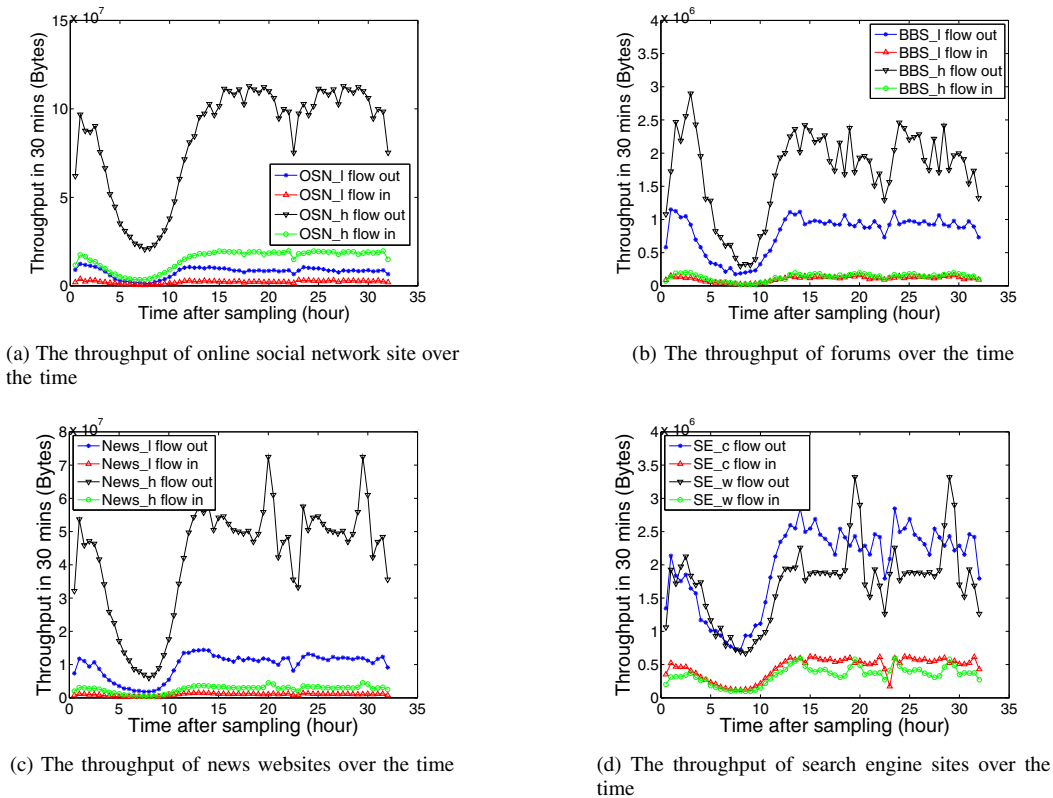 x 10^7
Throughput in 30 mins (Bytes)
15
10
5
0
0 5 10 15 20 25 30 35
Time after sampling (hour)
OSN_l flow out
OSN_l flow in
OSN_h flow out
OSN_h flow in
(a) The throughput of online social network site over
the time
x 10^6
Throughput in 30 mins (Bytes)
4
3.5
3
2.5
2
1.5
1
0.5
0
0 5 10 15 20 25 30 35
Time after sampling (hour)
BBS_l flow out
BBS_l flow in
BBS_h flow out
BBS_h flow in
(b) The throughput of forums over the time
x 10^7
Throughput in 30 mins (Bytes)
8
7
6
5
4
3
2
1
0
0 5 10 15 20 25 30 35
Time after sampling (hour)
News_l flow out
News_l flow in
News_h flow out
News_h flow in
(c) The throughput of news websites over the time
x 10^6
Throughput in 30 mins (Bytes)
4
3.5
3
2.5
2
1.5
1
0.5
0
0 5 10 15 20 25 30 35
Time after sampling (hour)
SE_c flow out
SE_c flow in
SE_w flow out
SE_w flow in
(d) The throughput of search engine sites over the
time